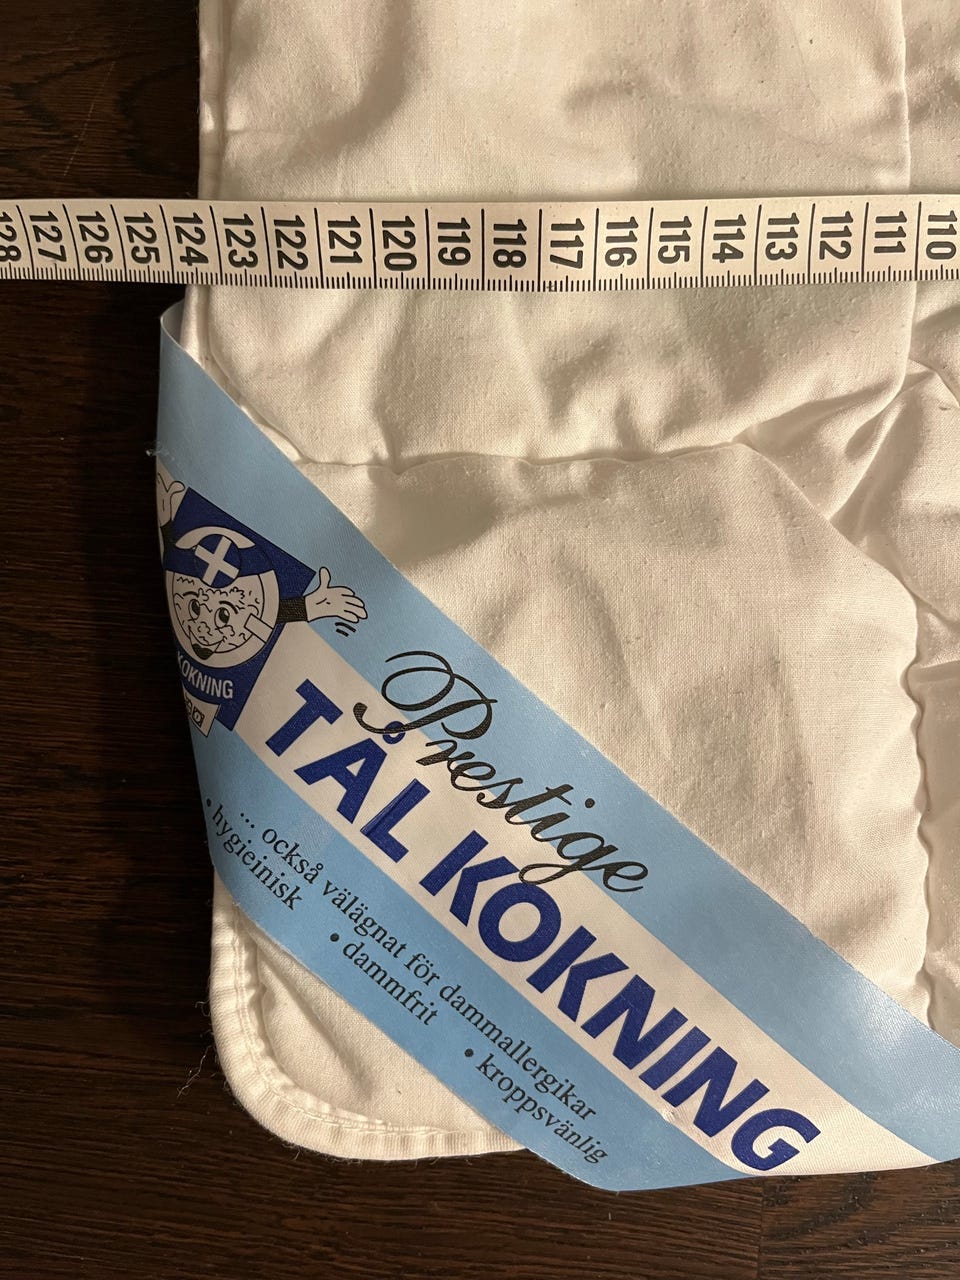 128 127 126 125 124 123 122 121 120 119 118 117 116 115 114 113 112 111 110
KOKNING
Prestige
TÅL KOKNING
... också välägnat för dammallergikar
• hygieinisk • dammfrit • kroppsvänlig